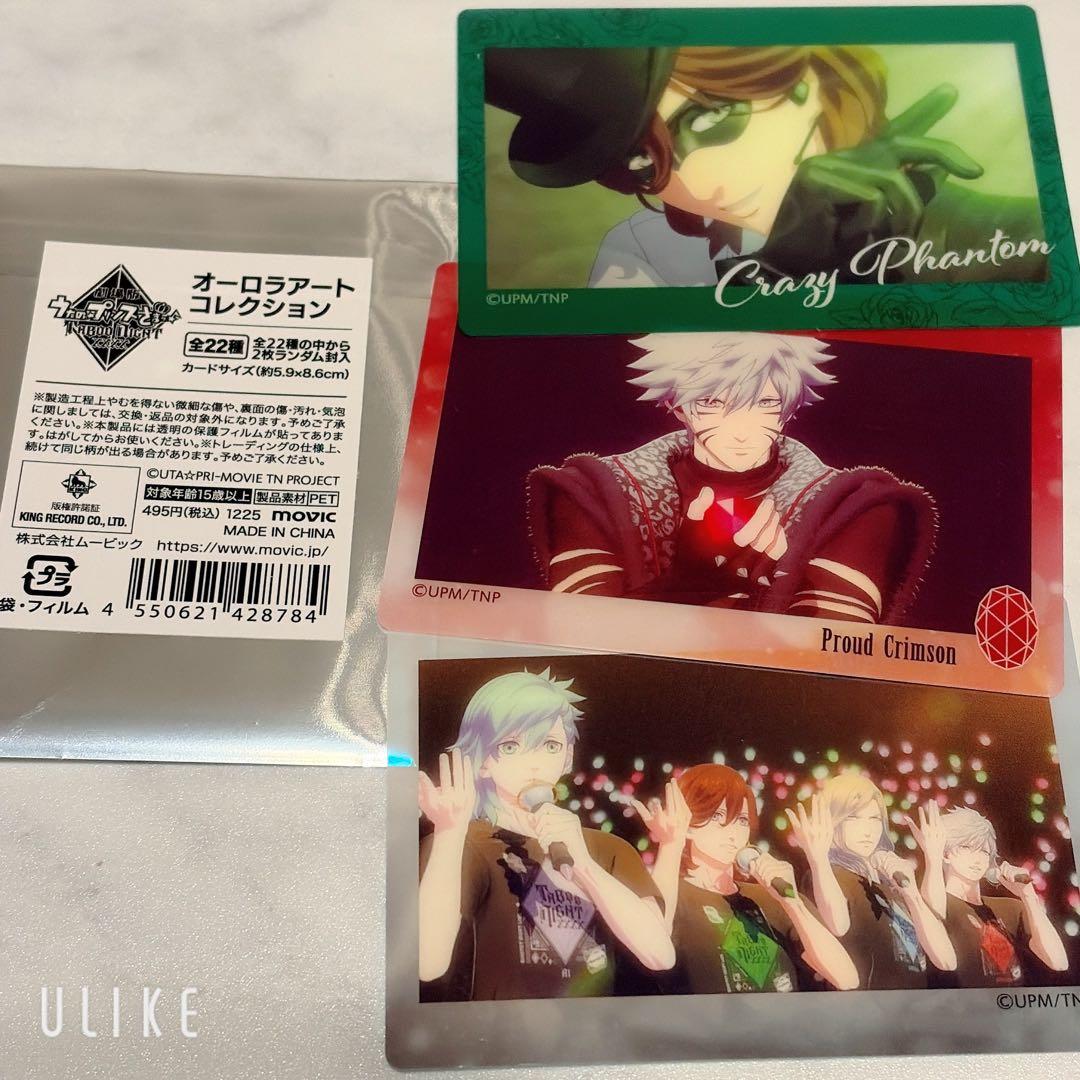 劇場版
うたの☆プリンスさまっ♪
TABOO NIGHT
XXXX
オーロラアート
コレクション
全22種 全22種の中から
2枚ランダム封入
カードサイズ(約5.9×8.6cm)
※製造工程上やむを得ない微細な傷や、裏面の傷・汚れ・気泡
に関しましては、交換・返品の対象外になります。予めご了承
ください。※本製品には透明の保護フィルムが貼ってありま
す。はがしてからお使いください。※トレーディングの仕様上、
続けて同じ柄が出る場合があります。予めご了承ください。
©UTA☆PRI-MOVIE TN PROJECT
版権許諾証
KING RECORD CO., LTD.
対象年齢15歳以上 製品素材 PET
495円(税込) 1225 movic
MADE IN CHINA
株式会社ムービック https://www.movic.jp/
プラ
袋・フィルム
4 550621 428784
Crazy Phantom
©UPM/TNP
©UPM/TNP
Proud Crimson
TABOO
NIGHT
XXXX
AI
TABOO
NIGHT
XXXX
©UPM/TN
ULIKE